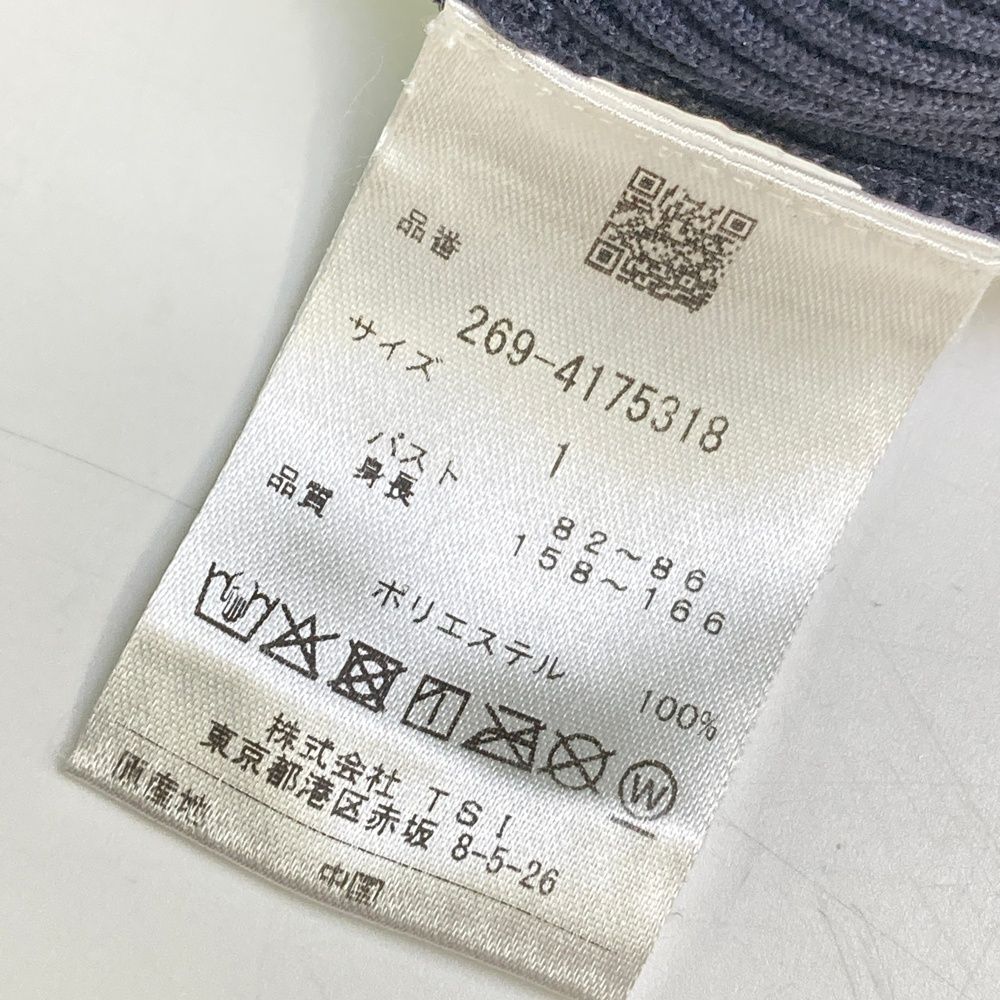 品番
269-4175318
サイズ
1
バスト 82~86
身長 158~166
品質
ポリエステル 100%
W
株式会社 TSI
東京都港区赤坂 8-5-26
原産地
中国